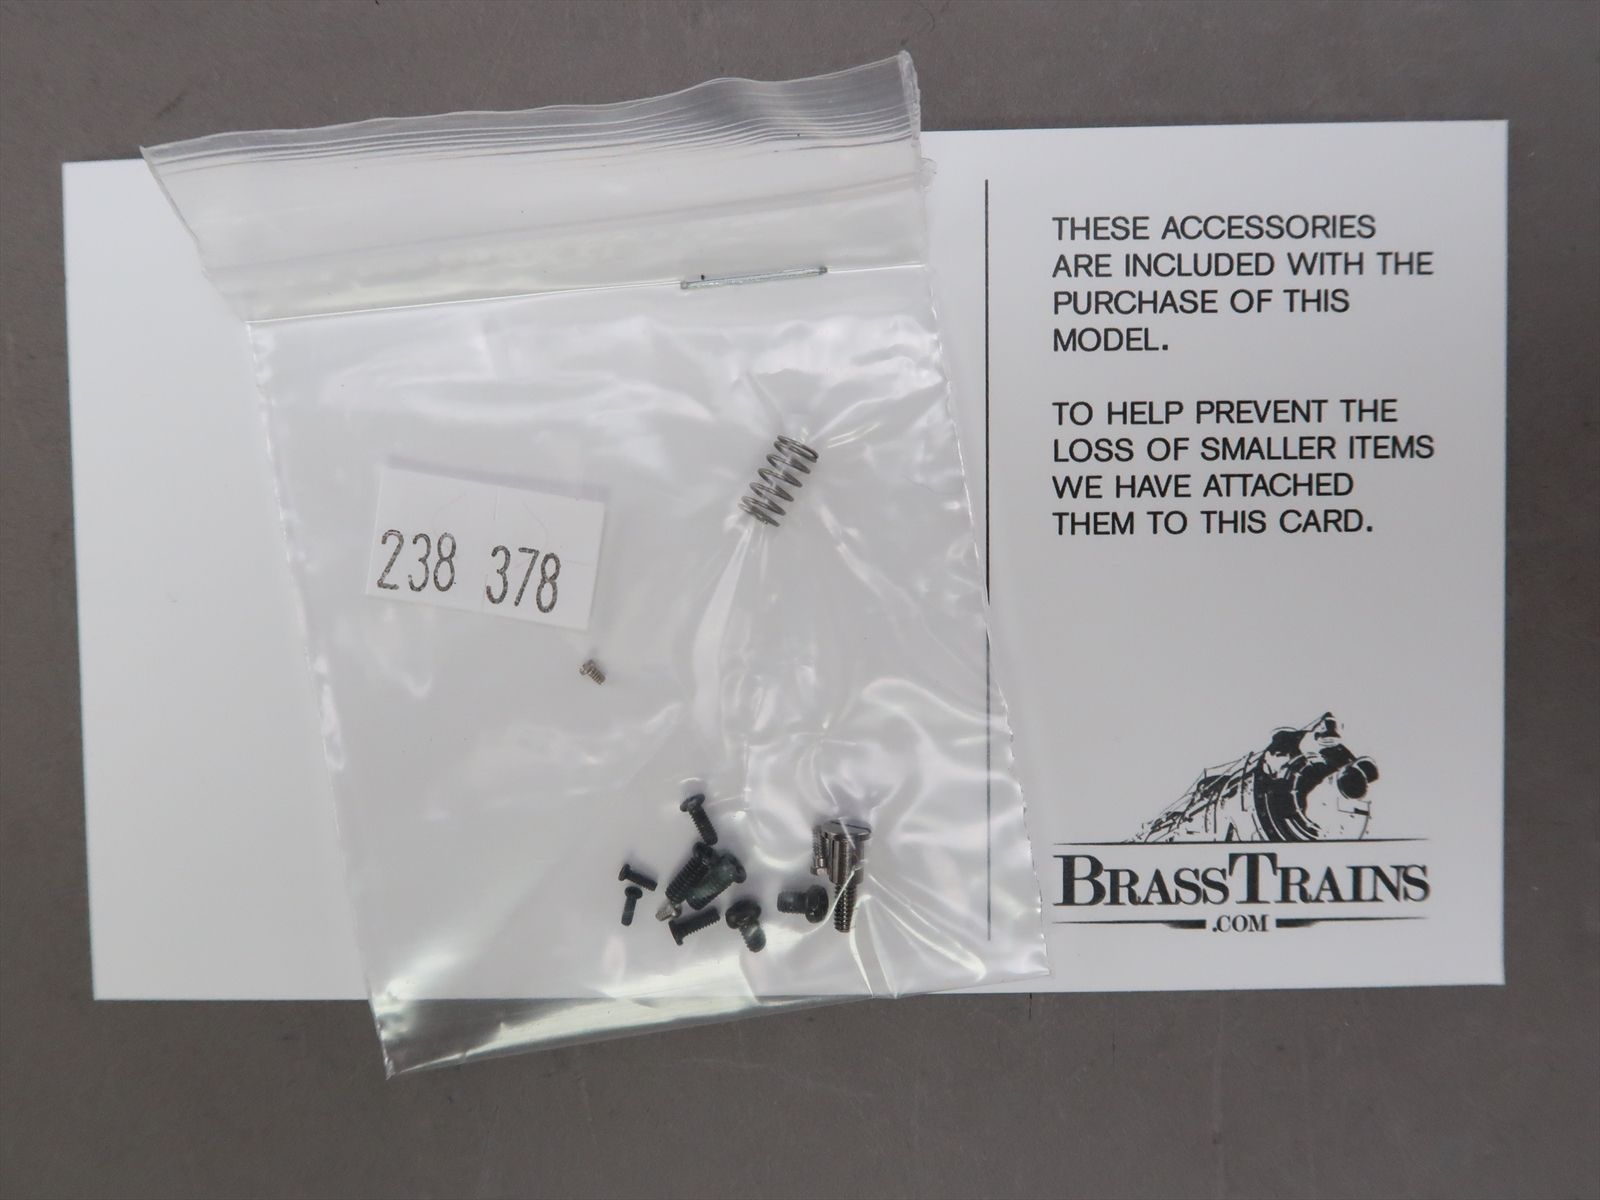 THESE ACCESSORIES
ARE INCLUDED WITH THE
PURCHASE OF THIS
MODEL.
TO HELP PREVENT THE
LOSS OF SMALLER ITEMS
WE HAVE ATTACHED
THEM TO THIS CARD.
238 378
BRASSTRAINS
.COM